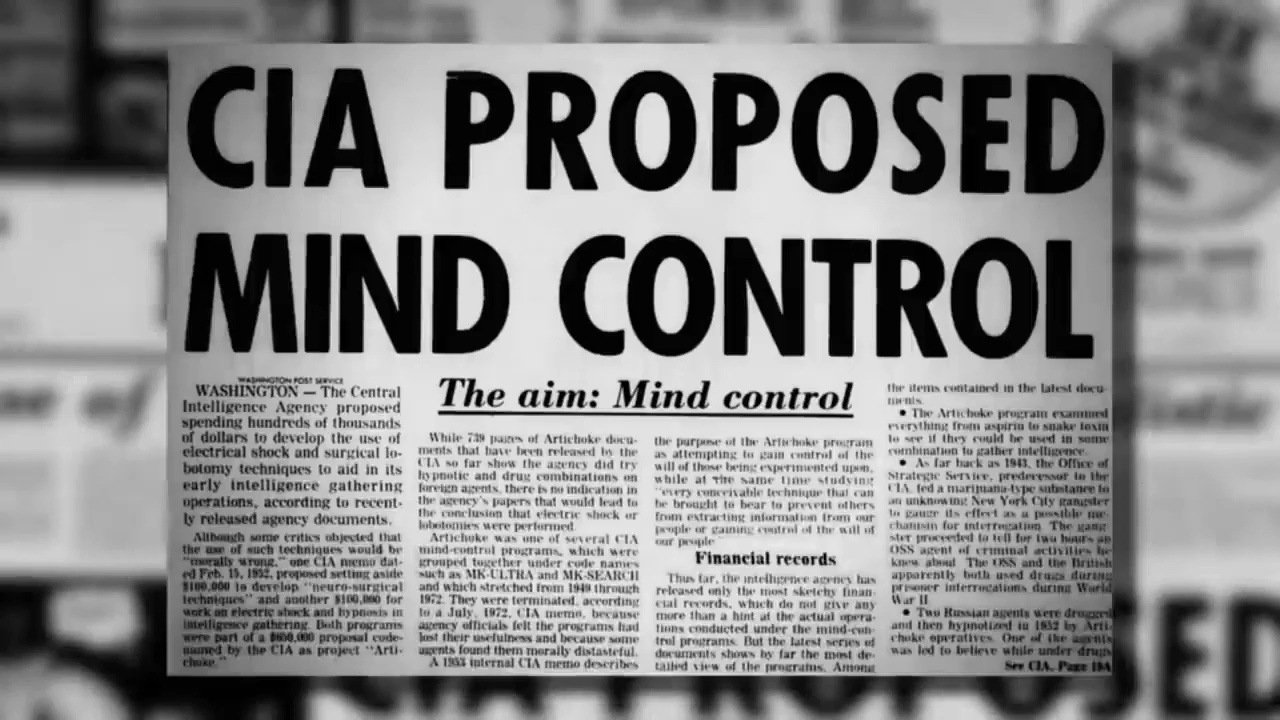 CIA PROPOSED
MIND CONTROL
WASHINGTON POST SERVICE
WASHINGTON — The Central
Intelligence Agency proposed
spending hundreds of thousands
of dollars to develop the use of
electrical shock and surgical lo-
botomy techniques to aid in its
early intelligence gathering
operations, according to recent-
ly released agency documents.
Although some critics objected that
the use of such techniques would be
"morally wrong," one CIA memo dat-
ed Feb. 15, 1952, proposed setting aside
$100,000 to develop "neuro-surgical
techniques" and another $100,000 for
work on electric shock and hypnosis in
intelligence gathering. Both programs
were part of a $650,000 proposal code-
named by the CIA as project "Arti-
choke."
The aim: Mind control
While 739 pages of Artichoke docu-
ments that have been released by the
CIA so far show the agency did try
hypnotic and drug combinations on
foreign agents, there is no indication in
the agency's papers that would lead to
the conclusion that electric shock or
lobotomies were performed.
Artichoke was one of several CIA
mind-control programs, which were
grouped together under code names
such as MK-ULTRA and MK-SEARCH
and which stretched from 1949 through
1972. They were terminated, according
to a July, 1972, CIA memo, because
agency officials felt the programs had
lost their usefulness and because some
agents found them morally distasteful.
A 1953 internal CIA memo describes
the purpose of the Artichoke program
as attempting to gain control of the
will of those being experimented upon,
while at the same time studying
"every conceivable technique that can
be brought to bear to prevent others
from extracting information from our
people or gaining control of the will of
our people
Financial records
Thus far, the intelligence agency has
released only the most sketchy finan-
cial records, which do not give any
more than a hint at the actual opera-
tions conducted under the mind-con-
trol programs. But the latest series of
documents shows by far the most de-
tailed view of the programs. Among
the items contained in the latest docu-
ments.
• The Artichoke program examined
everything from aspirin to snake toxin
to see if they could be used in some
combination to gather intelligence.
• As far back as 1943, the Office of
Strategic Service, predecessor to the
CIA, fed a marijuana-type substance to
an unknowing New York City gangster
to gauge its effect as a possible me-
chanism for interrogation. The gang-
ster proceeded to tell for two hours an
OSS agent of criminal activities he
knew about. The OSS and the British
apparently both used drugs during
prisoner interrogations during World
War
• Two Russian agents were drugged
and then hypnotized in 1952 by Arti-
choke operatives. One of the agents
was led to believe while under drugs
See CIA, Page 18A